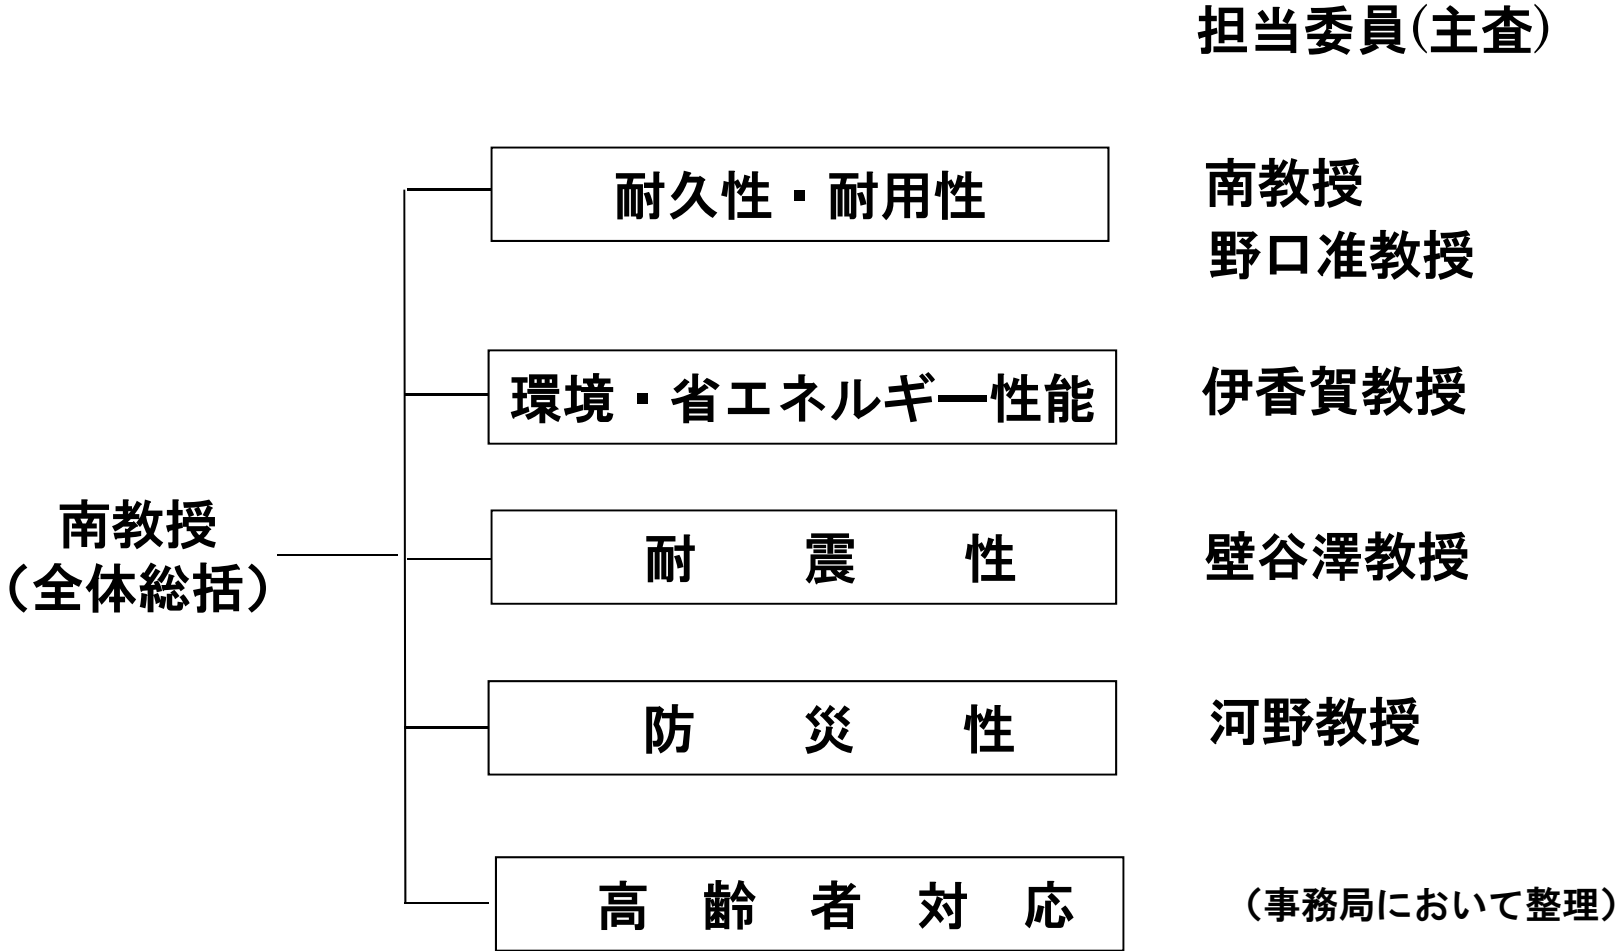 担当委員(主査)
耐久性・耐用性
南教授
野口准教授
環境・省エネルギー性能
伊香賀教授
南教授
(全体総括)
耐震性
壁谷澤教授
防災性
河野教授
高齢者対応
(事務局において整理)